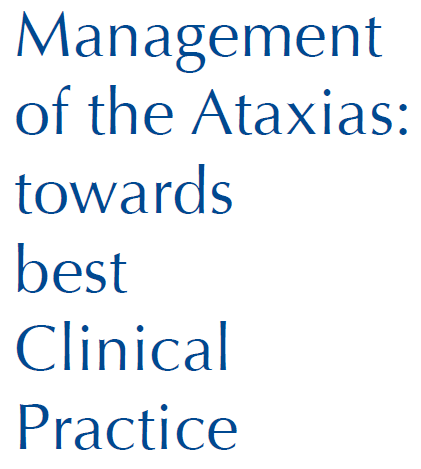 Management
of the Ataxias:
towards
best
Clinical
Practice